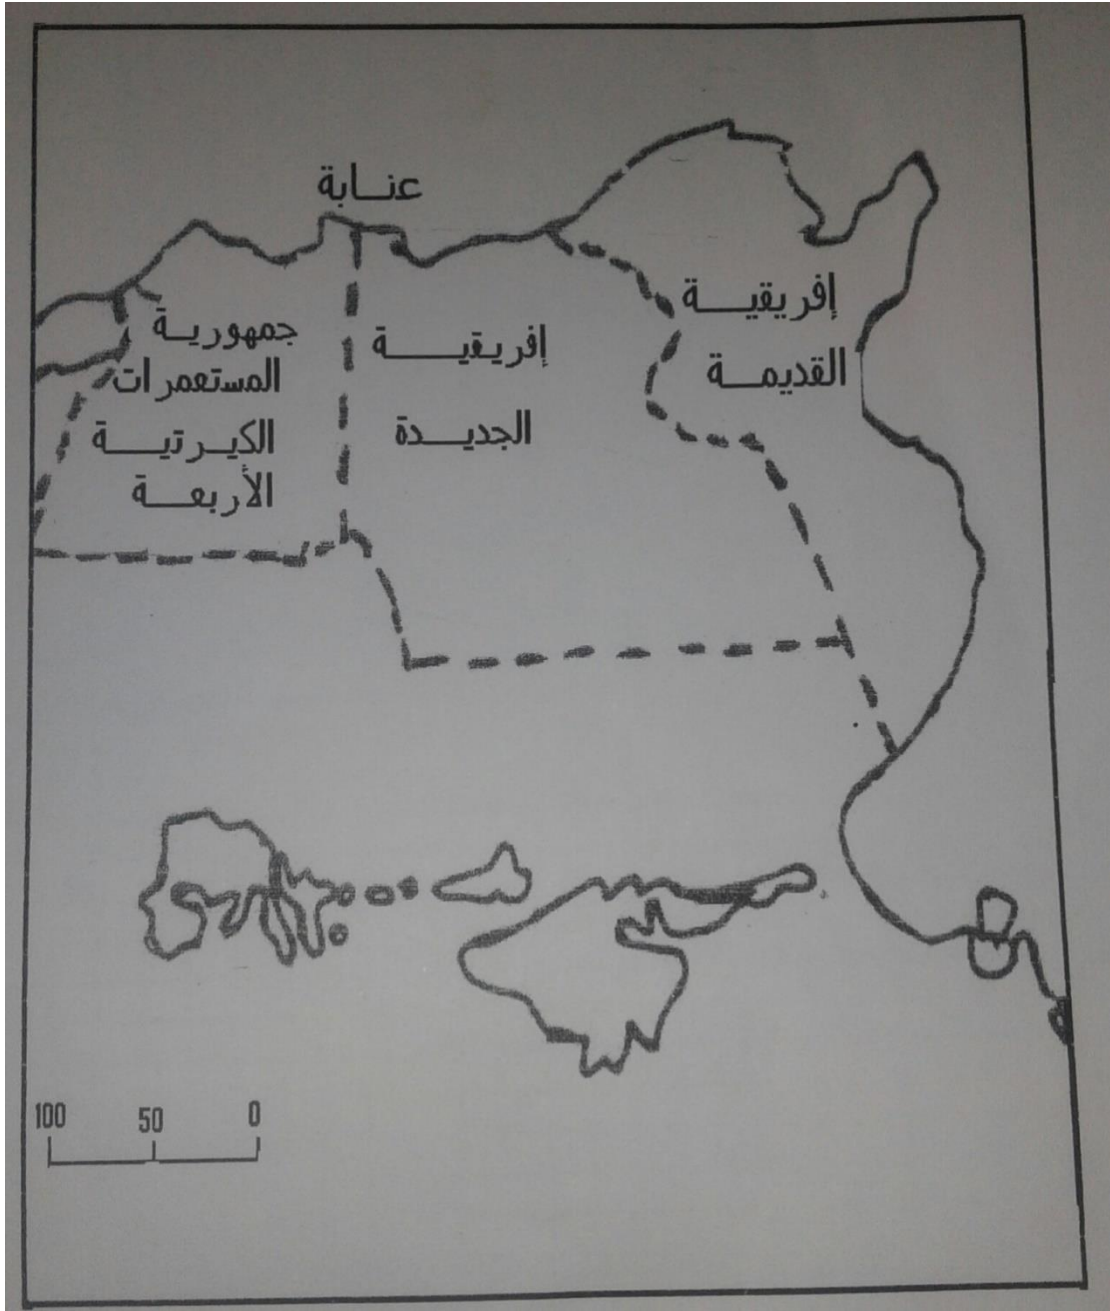 عنابة
إفريقية
القديمة
إفريقية
الجديدة
جمهورية
المستعمرات
الكيرتية
الأربعة
100 50 0